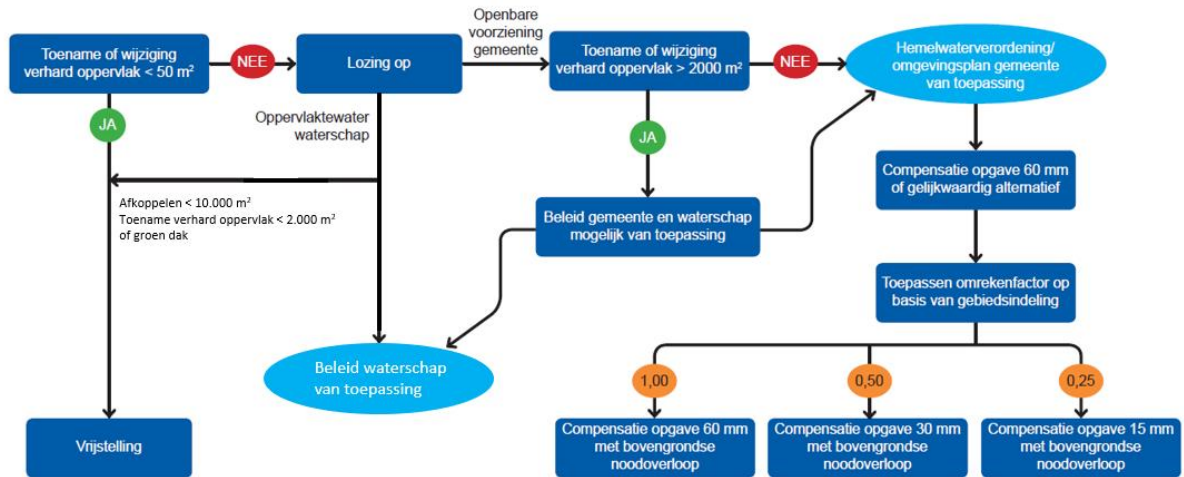 Toename of wijziging
verhard oppervlak < 50 m²
NEE
Lozing op
Openbare
voorziening
gemeente
Toename of wijziging
verhard oppervlak > 2000 m²
NEE
Hemelwaterverordening/
omgevingsplan gemeente
van toepassing
JA
Oppervlaktewater
waterschap
JA
Compensatie opgave 60 mm
of gelijkwaardig alternatief
Afkoppelen < 10.000 m²
Toename verhard oppervlak < 2.000 m²
of groen dak
Beleid gemeente en waterschap
mogelijk van toepassing
Toepassen omrekenfactor op
basis van gebiedsindeling
Beleid waterschap
van toepassing
1,00
0,50
0,25
Vrijstelling
Compensatie opgave 60 mm
met bovengrondse
noodoverloop
Compensatie opgave 30 mm
met bovengrondse
noodoverloop
Compensatie opgave 15 mm
met bovengrondse
noodoverloop